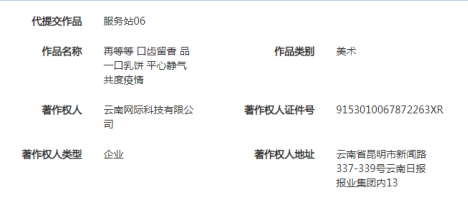 代提交作品 服务站06
作品名称 再等等 口齿留香 品一口乳饼 平心静气 共度疫情 作品类别 美术
著作权人 云南网际科技有限公司 著作权人证件号 9153010067872263XR
著作权人类型 企业 著作权人地址 云南省昆明市新闻路337-339号云南日报报业集团内13